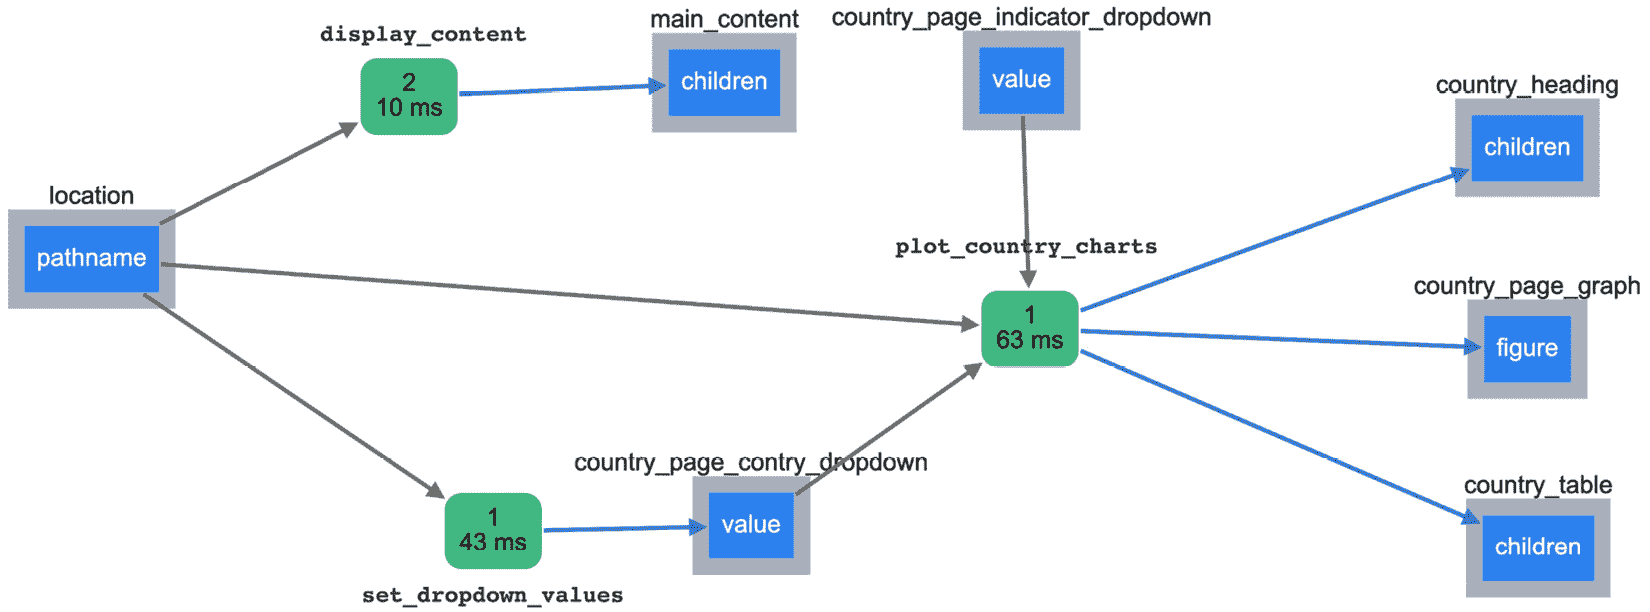 display_content
2
10 ms
main_content
children
country_page_indicator_dropdown
value
country_heading
children
location
pathname
plot_country_charts
1
63 ms
country_page_graph
figure
country_page_contry_dropdown
value
1
43 ms
set_dropdown_values
country_table
children